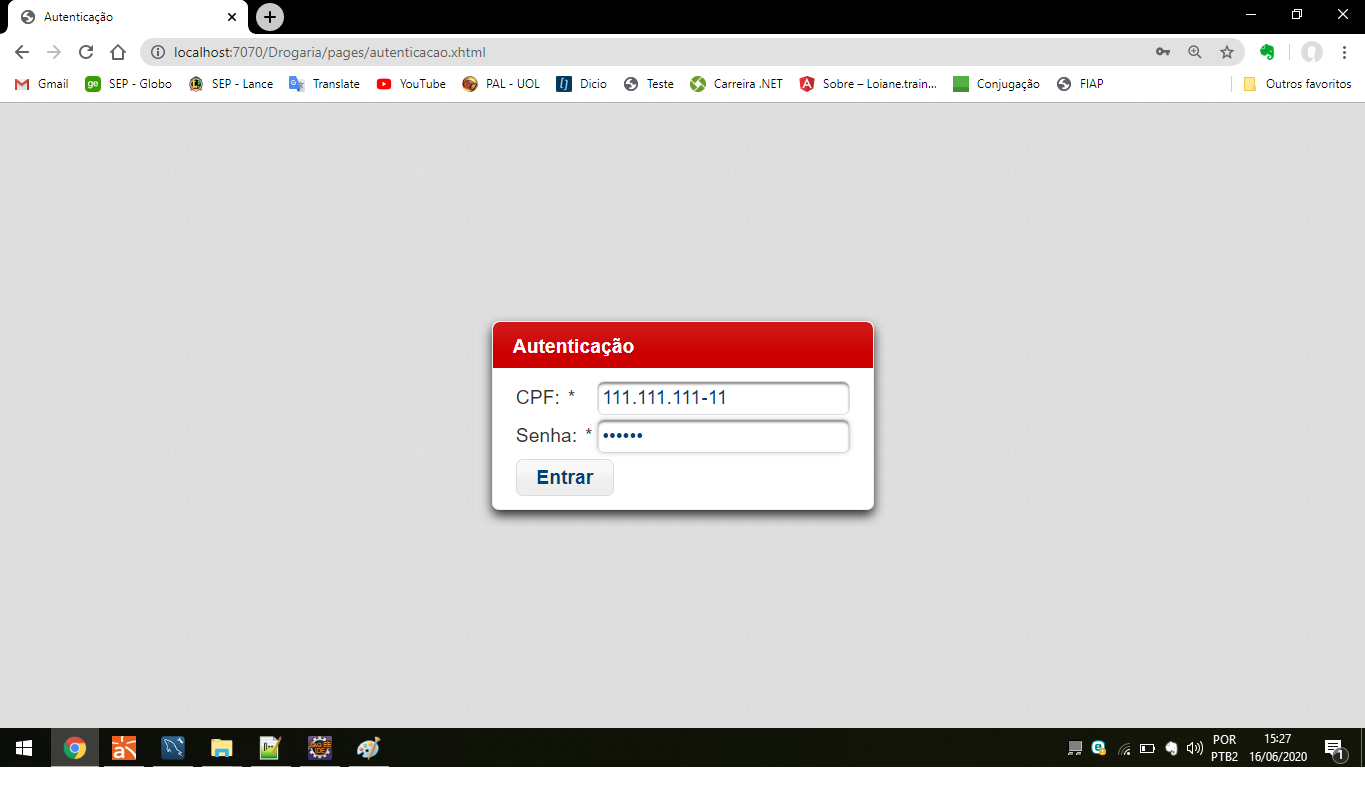 Autenticação
localhost:7070/Drogaria/pages/autenticacao.xhtml
Gmail
ge SEP - Globo
SEP - Lance
Translate
YouTube
PAL - UOL
Dicio
Teste
Carreira .NET
A Sobre – Loiane.train...
Conjugação
FIAP
Outros favoritos
Autenticação
CPF: * 111.111.111-11
Senha: * ••••••
Entrar
POR
PTB2
15:27
16/06/2020
1